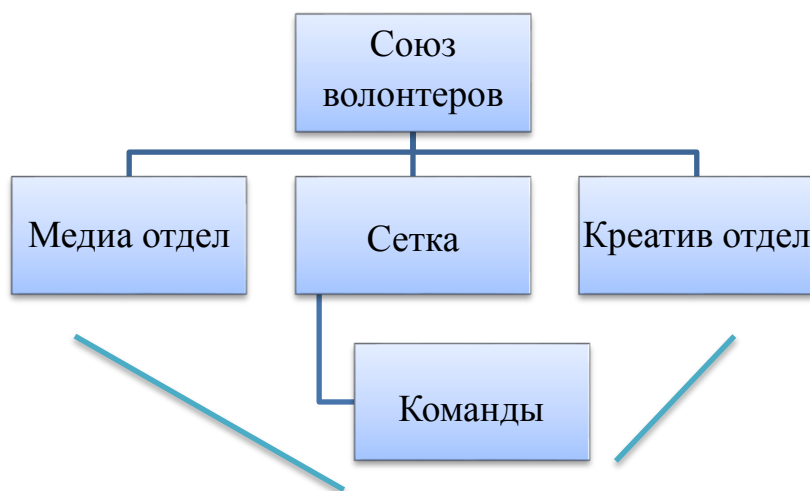 Союз
волонтеров
Медиа отдел
Сетка
Креатив отдел
Команды